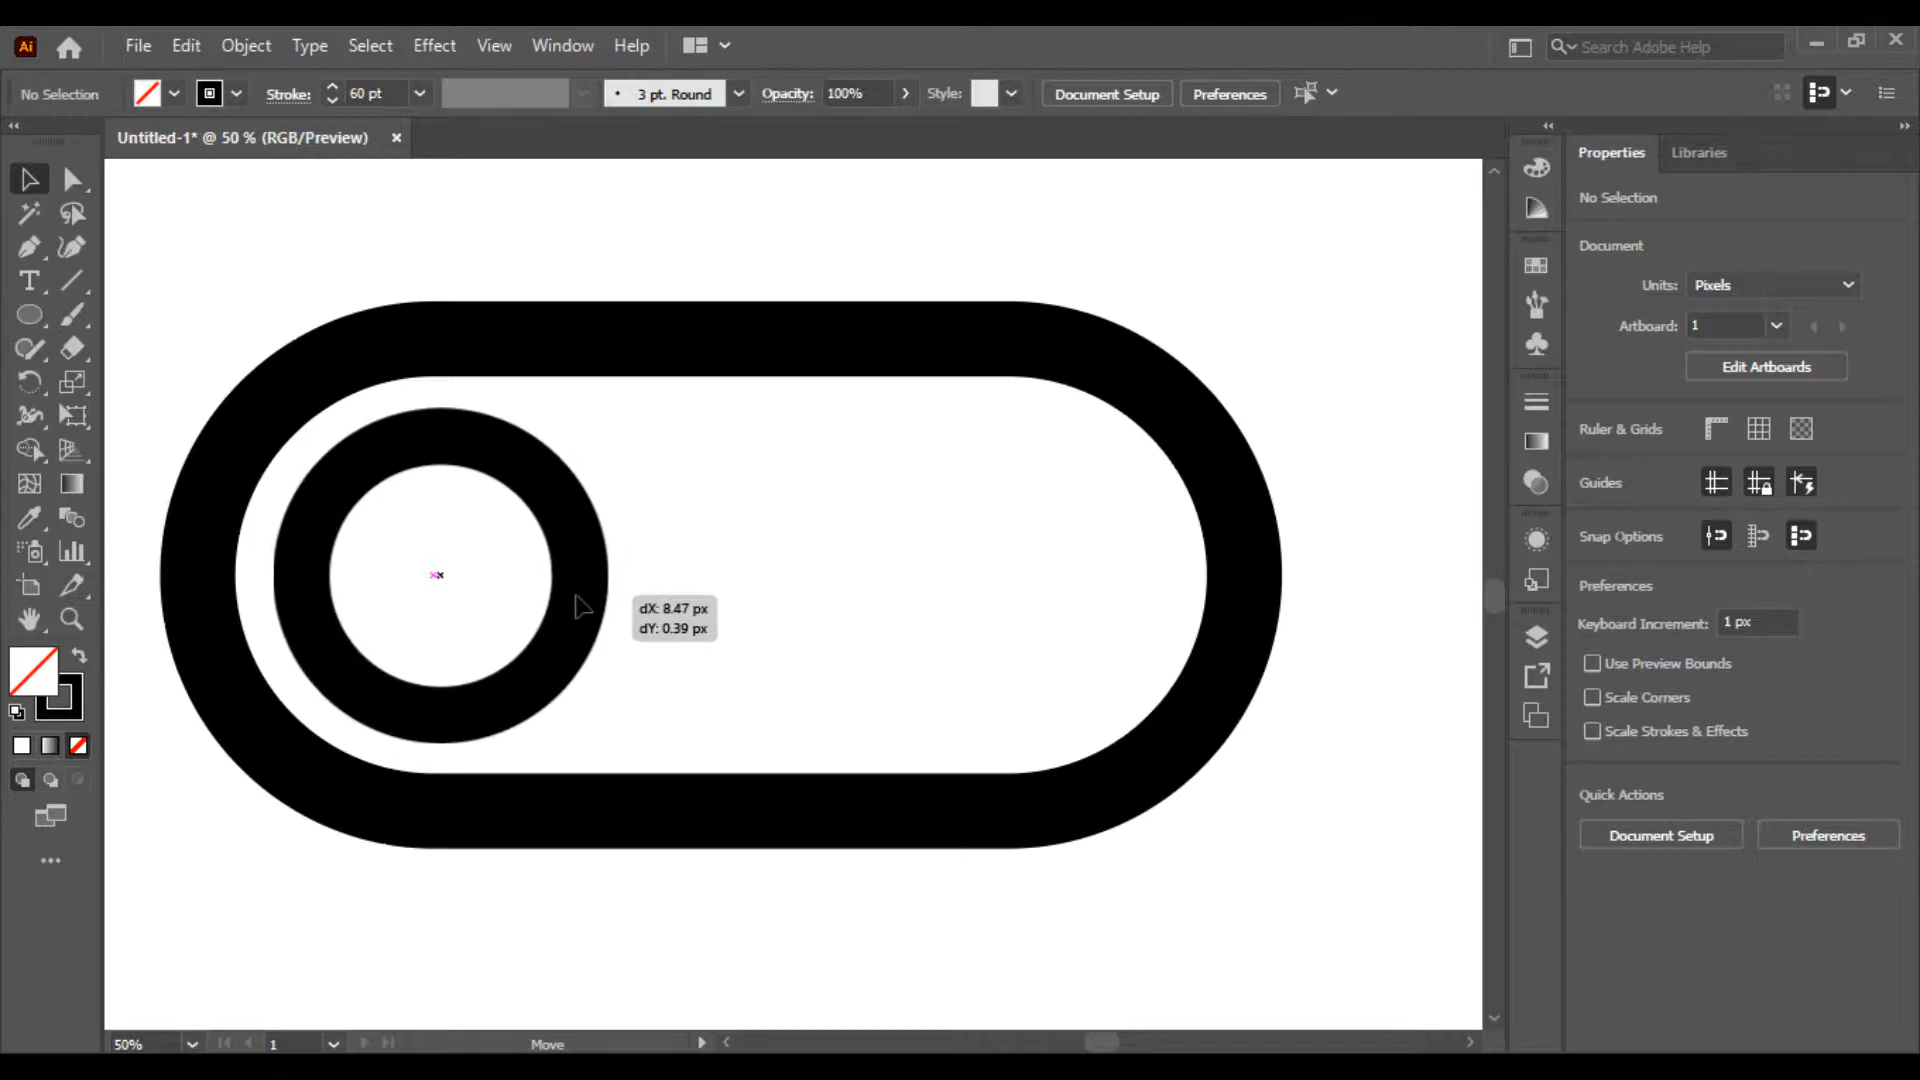 Ai File Edit Object Type Select Effect View Window Help Search Adobe Help
No Selection Stroke: 60 pt 3 pt. Round Opacity: 100% Style: Document Setup Preferences
Untitled-1* @ 50 % (RGB/Preview)
Properties Libraries
No Selection
Document
Units: Pixels
Artboard: 1
Edit Artboards
Ruler & Grids
Guides
Snap Options
Preferences
dX: 8.47 px
dY: 0.39 px
Keyboard Increment: 1 px
Use Preview Bounds
Scale Corners
Scale Strokes & Effects
Quick Actions
Document Setup Preferences
50% 1 Move